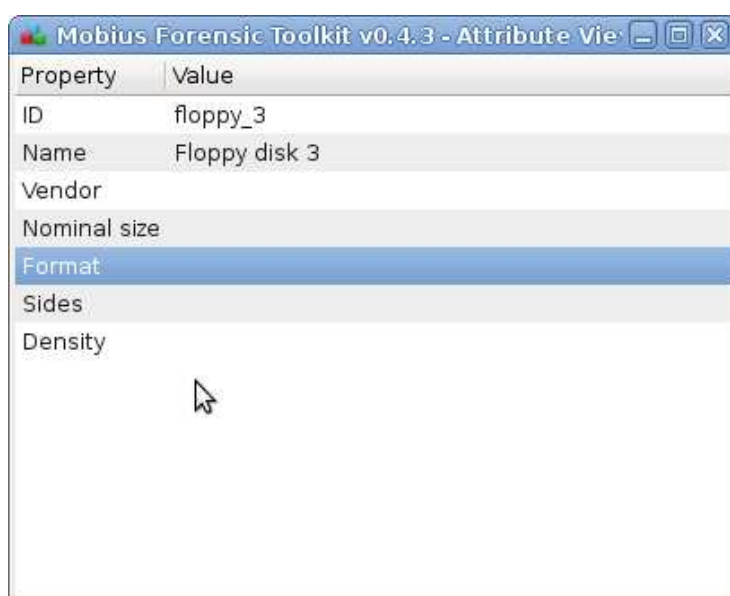 Mobius Forensic Toolkit v0.4.3 - Attribute Vie
Property Value
ID floppy_3
Name Floppy disk 3
Vendor
Nominal size
Format
Sides
Density